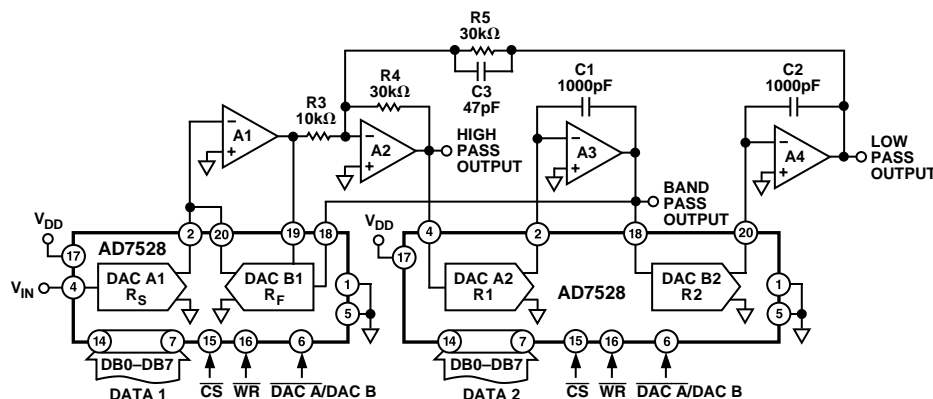 R5
30kΩ
C3
47pF
R4
30kΩ
C1
1000pF
C2
1000pF
R3
10kΩ
A1
A2
A3
A4
HIGH
PASS
OUTPUT
BAND
PASS
OUTPUT
LOW
PASS
OUTPUT
VDD
17
2
20
19
18
AD7528
VIN
4
DAC A1
RS
DAC B1
RF
1
5
14
7
15
16
6
DB0–DB7
DATA 1
CS
WR
DAC A/DAC B
VDD
17
4
2
18
20
DAC A2
R1
AD7528
DAC B2
R2
1
5
14
7
15
16
6
DB0–DB7
DATA 2
CS
WR
DAC A/DAC B